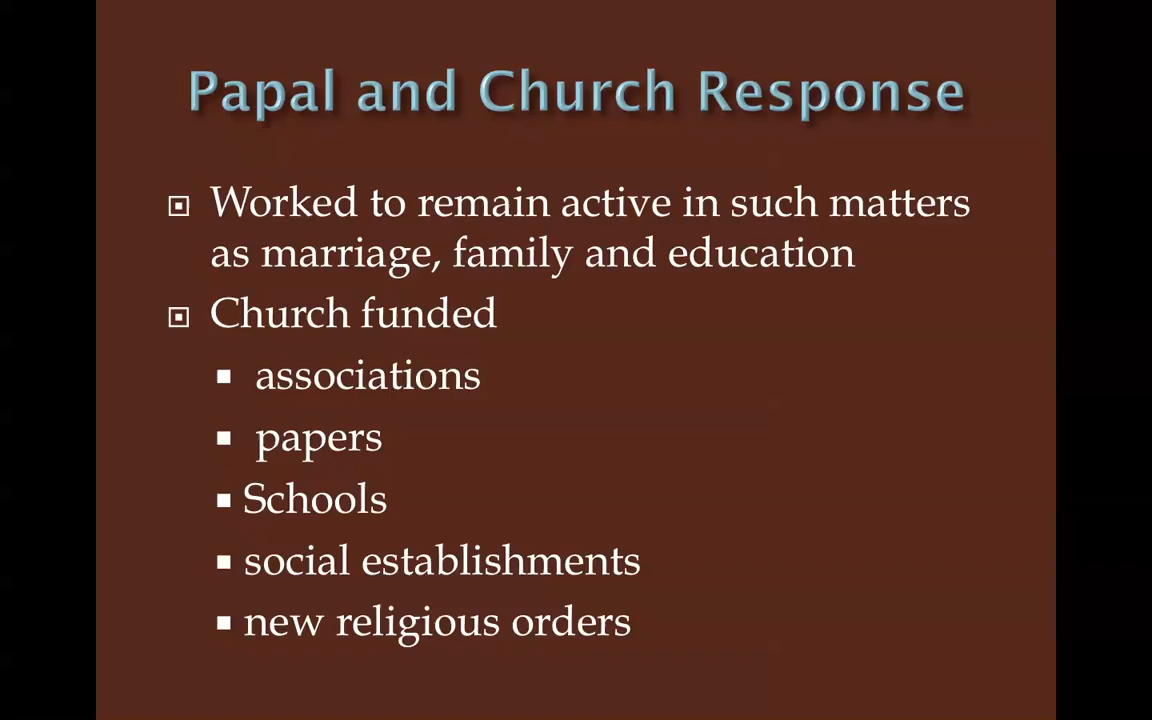 Papal and Church Response
Worked to remain active in such matters
as marriage, family and education
Church funded
associations
papers
Schools
social establishments
new religious orders